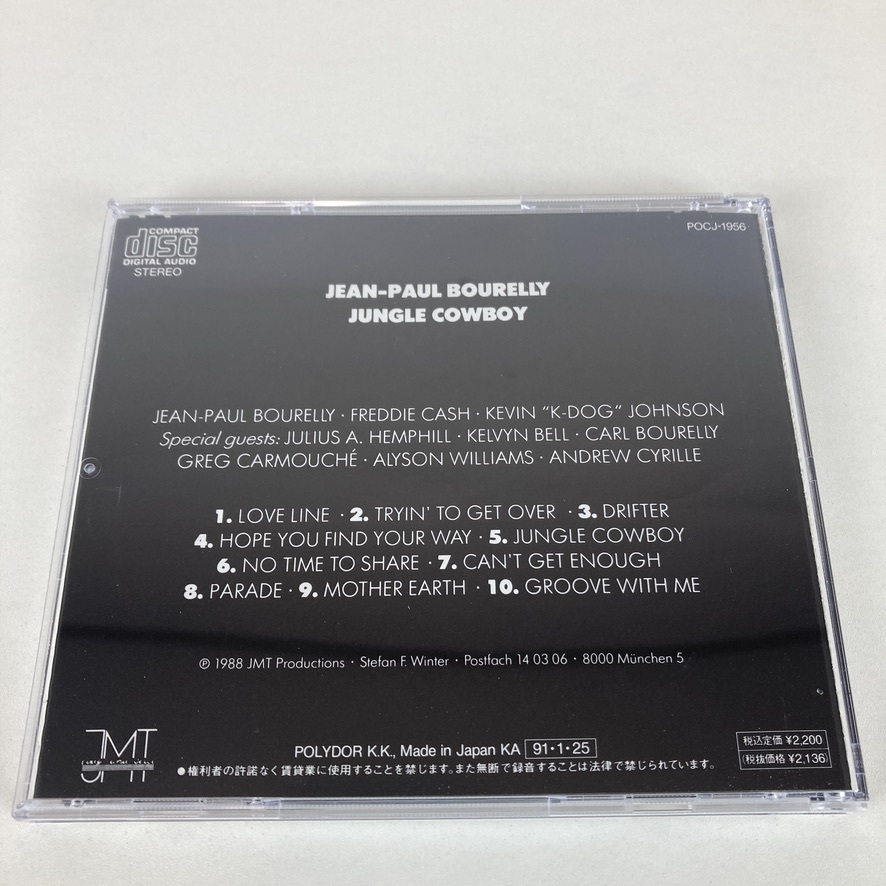 COMPACT
disc
DIGITAL AUDIO
STEREO
POCJ-1956
JEAN-PAUL BOURELLY
JUNGLE COWBOY
JEAN-PAUL BOURELLY · FREDDIE CASH · KEVIN "K-DOG" JOHNSON
Special guests: JULIUS A. HEMPHILL · KELVYN BELL · CARL BOURELLY
GREG CARMOUCHÉ · ALYSON WILLIAMS · ANDREW CYRILLE
1. LOVE LINE · 2. TRYIN' TO GET OVER · 3. DRIFTER
4. HOPE YOU FIND YOUR WAY · 5. JUNGLE COWBOY
6. NO TIME TO SHARE · 7. CAN'T GET ENOUGH
8. PARADE · 9. MOTHER EARTH · 10. GROOVE WITH ME
℗ 1988 JMT Productions · Stefan F. Winter · Postfach 14 03 06 · 8000 München 5
JMT
POLYDOR K.K., Made in Japan KA 91·1·25
●権利者の許諾なく賃貸業に使用することを禁じます。また無断で録音することは法律で禁じられています。
税込定価 ¥2,200
(税抜価格 ¥2,136)